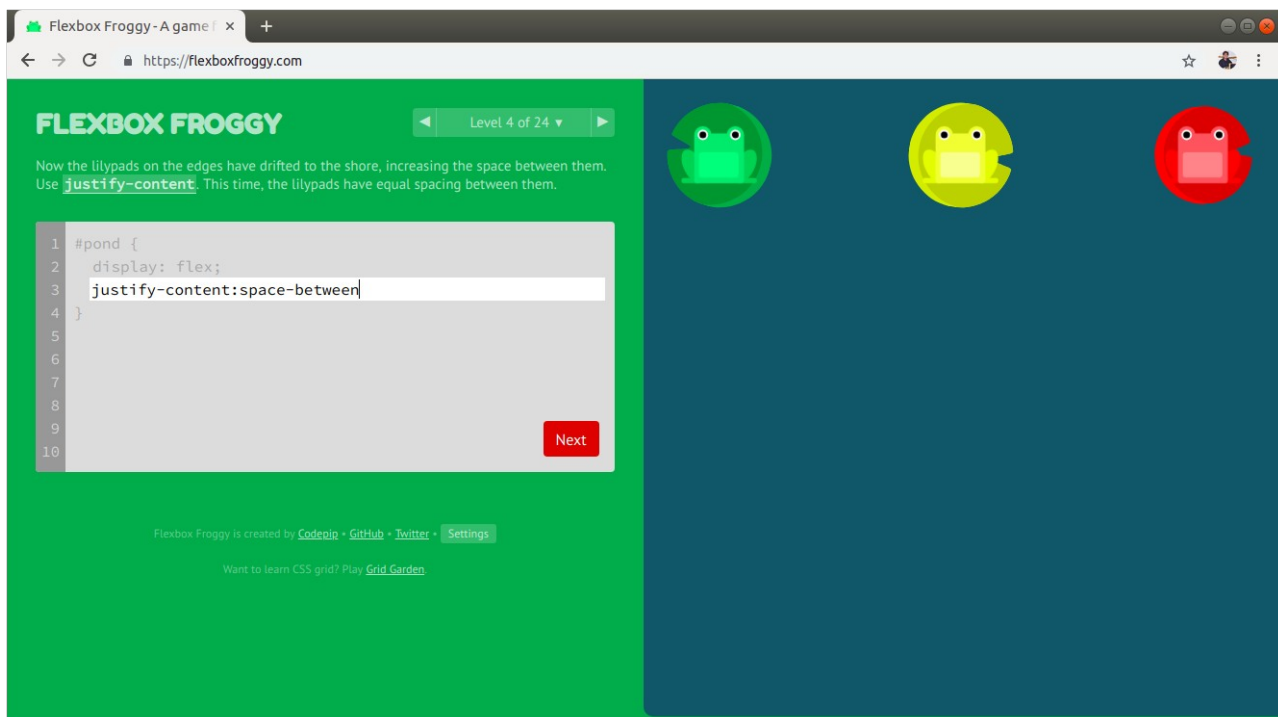 Flexbox Froggy - A game f
https://flexboxfroggy.com
FLEXBOX FROGGY
◀ Level 4 of 24 ▼ ▶
Now the lilypads on the edges have drifted to the shore, increasing the space between them.
Use justify-content. This time, the lilypads have equal spacing between them.
1 #pond {
2 display: flex;
3 justify-content:space-between
4 }
5
6
7
8
9
10
Next
Flexbox Froggy is created by Codepip • GitHub • Twitter • Settings
Want to learn CSS grid? Play Grid Garden.